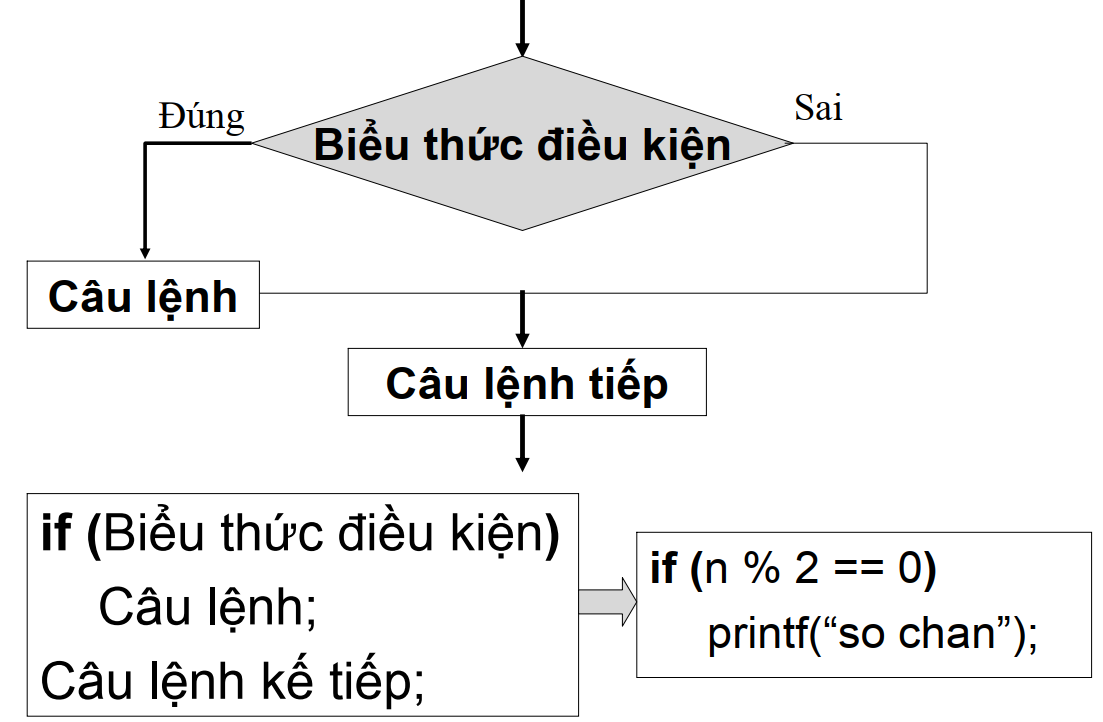 Đúng
Sai
Biểu thức điều kiện
Câu lệnh
Câu lệnh tiếp
if (Biểu thức điều kiện)
Câu lệnh;
Câu lệnh kế tiếp;
if (n % 2 == 0)
printf(“so chan”);